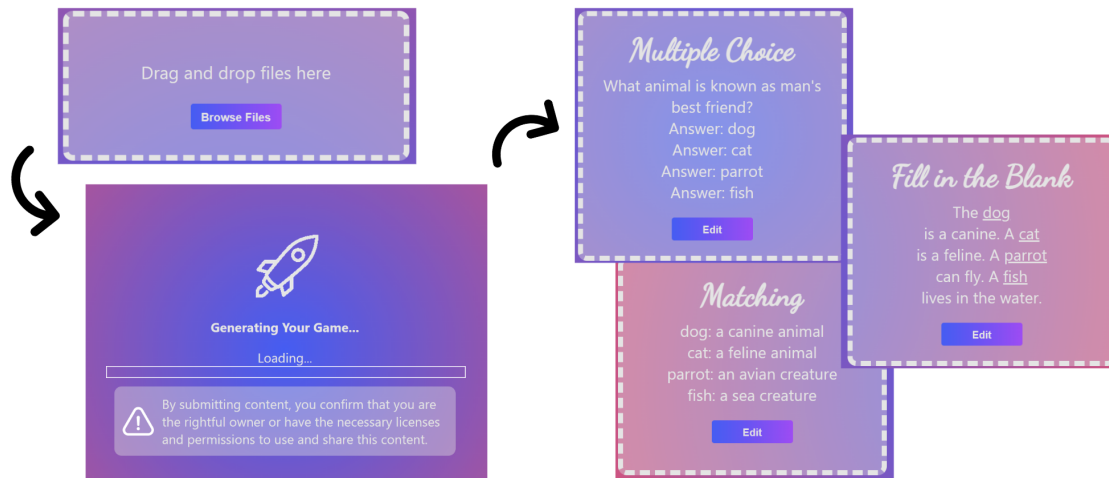 Drag and drop files here
Browse Files
Generating Your Game...
Loading...
By submitting content, you confirm that you are
the rightful owner or have the necessary licenses
and permissions to use and share this content.
Multiple Choice
What animal is known as man's
best friend?
Answer: dog
Answer: cat
Answer: parrot
Answer: fish
Edit
Fill in the Blank
The dog
is a canine. A cat
is a feline. A parrot
can fly. A fish
lives in the water.
Edit
Matching
dog: a canine animal
cat: a feline animal
parrot: an avian creature
fish: a sea creature
Edit